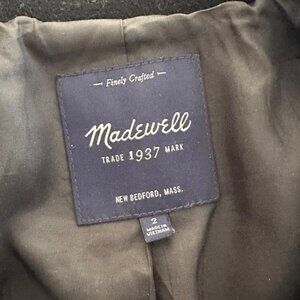 — Finely Crafted —
Madewell
TRADE 1937 MARK
NEW BEDFORD, MASS.
2
MADE IN
VIETNAM